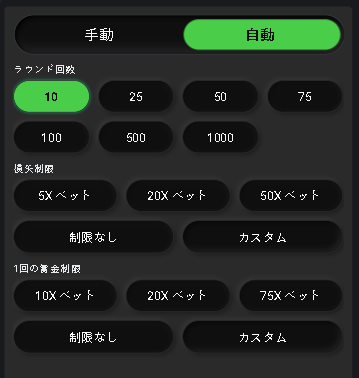 手動 自動
ラウンド回数
10 25 50 75
100 500 1000
損失制限
5X ベット 20X ベット 50X ベット
制限なし カスタム
1回の賞金制限
10X ベット 20X ベット 75X ベット
制限なし カスタム